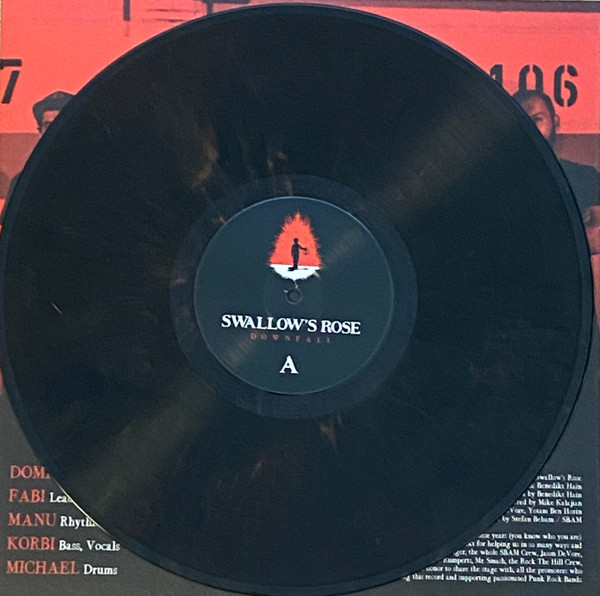 7
106
SWALLOW'S ROSE
DOWNFALL
A
FABI
MANU
KORBI Bass, Vocals
MICHAEL Drums
Swallow's Rose
Benedikt Hain
by Benedikt Hain
by Mike Kalajian
Yotam Ben Horin
by Stefan Beham / SBAM
years (you know who you are)
for helping us in so many ways and
the whole SBAM Crew, Jason DeVore,
Mr. Smash, the Rock The Hill Crew,
to share the stage with, all the promoters who
this record and supporting passionated Punk Rock Bands